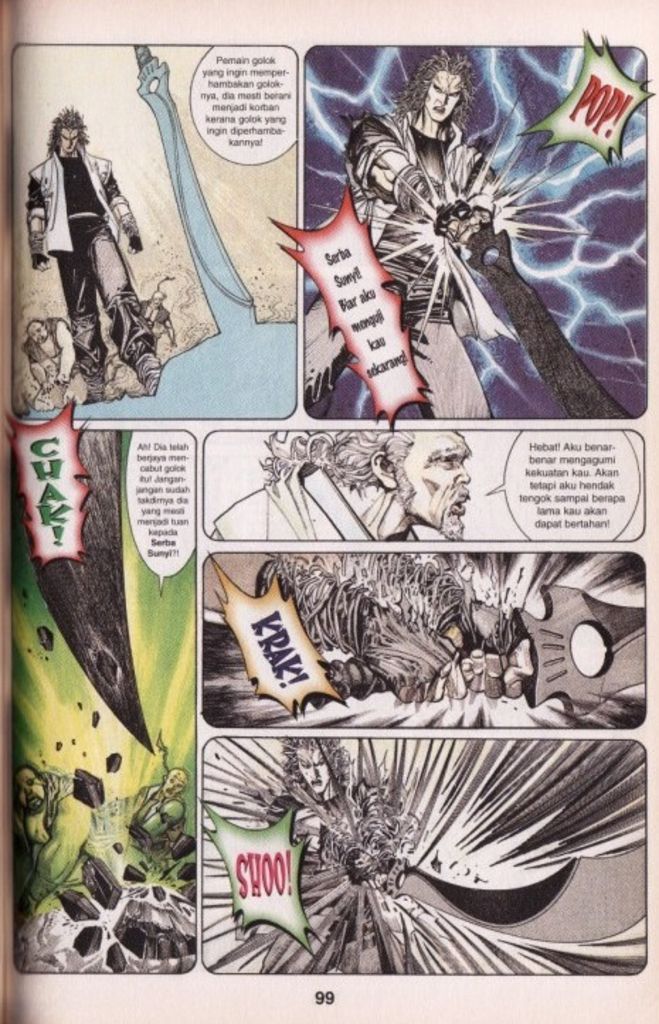 Pemain golok
yang ingin memper-
hambakan golok-
nya, dia mesti berani
menjadi korban
kerana golok yang
ingin diperhamba-
kannya!
POP!
Serba
Sunyi!
Biar aku
menguji
kau
sekarang!
CHAK!
Ah! Dia telah
berjaya men-
cabut golok
itu! Jangan-
jangan sudah
takdirnya dia
yang mesti
menjadi tuan
kepada
Serba
Sunyi?!
Hebat! Aku benar-
benar mengagumi
kekuatan kau. Akan
tetapi aku hendak
tengok sampai berapa
lama kau akan
dapat bertahan!
KRAK!
SHOO!
99